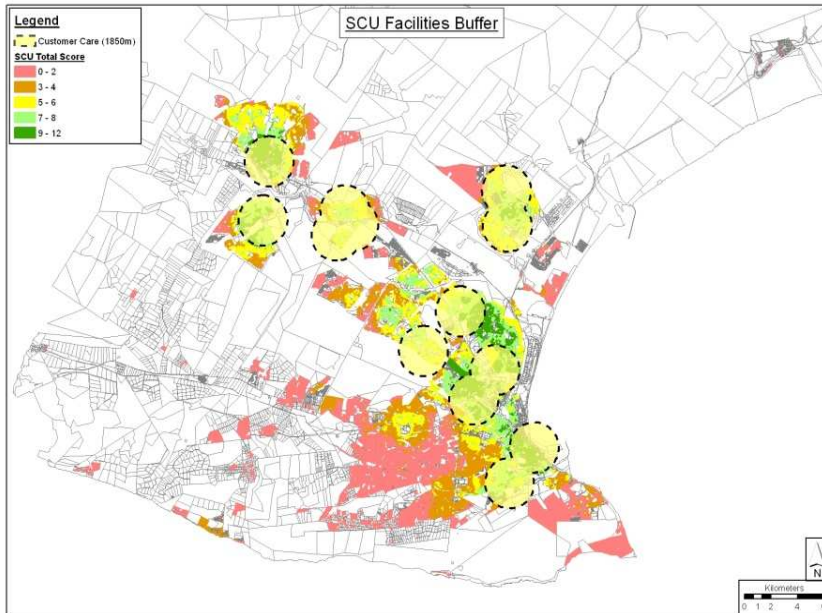 SCU Facilities Buffer
Legend
Customer Care (1850m)
SCU Total Score
0 - 2
3 - 4
5 - 6
7 - 8
9 - 12
N
Kilometers
0 1 2 4 6